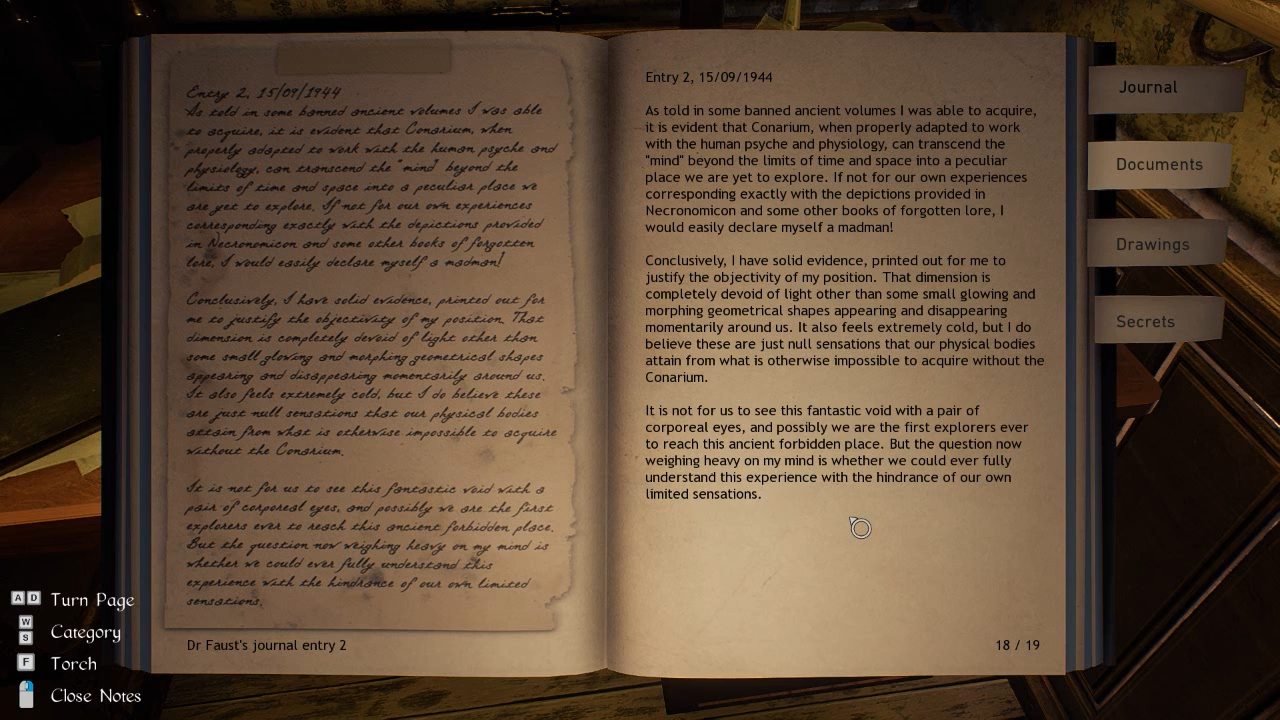 Entry 2, 15/09/1944
As told in some banned ancient volumes I was able
to acquire, it is evident that Conarium, when
properly adapted to work with the human psyche and
physiology, can transcend the "mind" beyond the
limits of time and space into a peculiar place we
are yet to explore. If not for our own experiences
corresponding exactly with the depictions provided
in Necronomicon and some other books of forgotten
lore, I would easily declare myself a madman!
Conclusively, I have solid evidence, printed out for
me to justify the objectivity of my position. That
dimension is completely devoid of light other than
some small glowing and morphing geometrical shapes
appearing and disappearing momentarily around us.
It also feels extremely cold, but I do believe these
are just null sensations that our physical bodies
attain from what is otherwise impossible to acquire
without the Conarium.
It is not for us to see this fantastic void with a
pair of corporeal eyes, and possibly we are the first
explorers ever to reach this ancient forbidden place.
But the question now weighing heavy on my mind is
whether we could ever fully understand this
experience with the hindrance of our own limited
sensations.
Dr Faust's journal entry 2
Entry 2, 15/09/1944
As told in some banned ancient volumes I was able to acquire,
it is evident that Conarium, when properly adapted to work
with the human psyche and physiology, can transcend the
"mind" beyond the limits of time and space into a peculiar
place we are yet to explore. If not for our own experiences
corresponding exactly with the depictions provided in
Necronomicon and some other books of forgotten lore, I
would easily declare myself a madman!
Conclusively, I have solid evidence, printed out for me to
justify the objectivity of my position. That dimension is
completely devoid of light other than some small glowing and
morphing geometrical shapes appearing and disappearing
momentarily around us. It also feels extremely cold, but I do
believe these are just null sensations that our physical bodies
attain from what is otherwise impossible to acquire without the
Conarium.
It is not for us to see this fantastic void with a pair of
corporeal eyes, and possibly we are the first explorers ever
to reach this ancient forbidden place. But the question now
weighing heavy on my mind is whether we could ever fully
understand this experience with the hindrance of our own
limited sensations.
18 / 19
Journal
Documents
Drawings
Secrets
A D Turn Page
W
S Category
F Torch
Close Notes